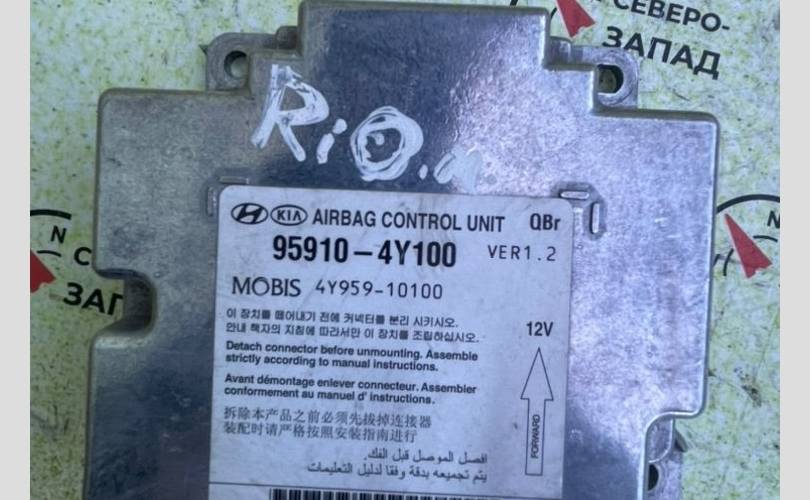 СЕВЕРО-
ЗАПАД
RiO.
KIA AIRBAG CONTROL UNIT QBr
95910-4Y100 VER1.2
MOBIS 4Y959-10100
이 장치를 떼어내기 전에 커넥터를 분리 시키시오.
안내 책자의 지침에 따라서만 이 장치를 조립하십시오.
12V
Detach connector before unmounting. Assemble
strictly according to manual instructions.
Avant démontage enlever connecteur. Assembler
conformement au manuel d' instructions.
拆除本产品之前必须先拔掉连接器
装配时请严格按照安装指南进行
FORWARD
افصل الموصل قبل الفك.
يتم تجميعه بدقة وفقا لدليل التعليمات
N
С
ЗАП
N